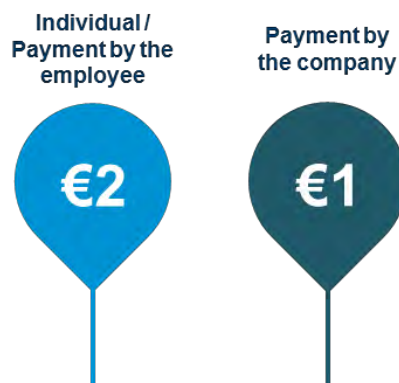 Individual /
Payment by the
employee
€2
Payment by
the company
€1